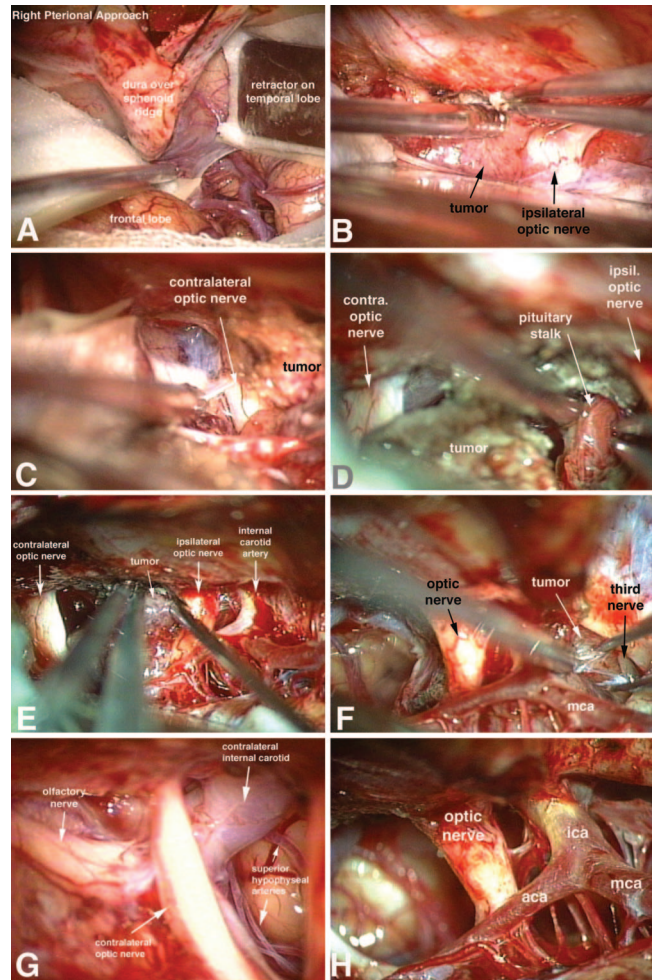 Right Pterional Approach
dura over
sphenoid
ridge
retractor on
temporal lobe
frontal lobe
A
tumor
ipsilateral
optic nerve
B
contralateral
optic nerve
tumor
C
contra.
optic
nerve
pituitary
stalk
ipsil.
optic
nerve
tumor
D
contralateral
optic nerve
tumor
ipsilateral
optic nerve
internal
carotid
artery
E
optic
nerve
tumor
third
nerve
mca
F
olfactory
nerve
contralateral
internal carotid
superior
hypophyseal
arteries
contralateral
optic nerve
G
optic
nerve
ica
aca
mca
H